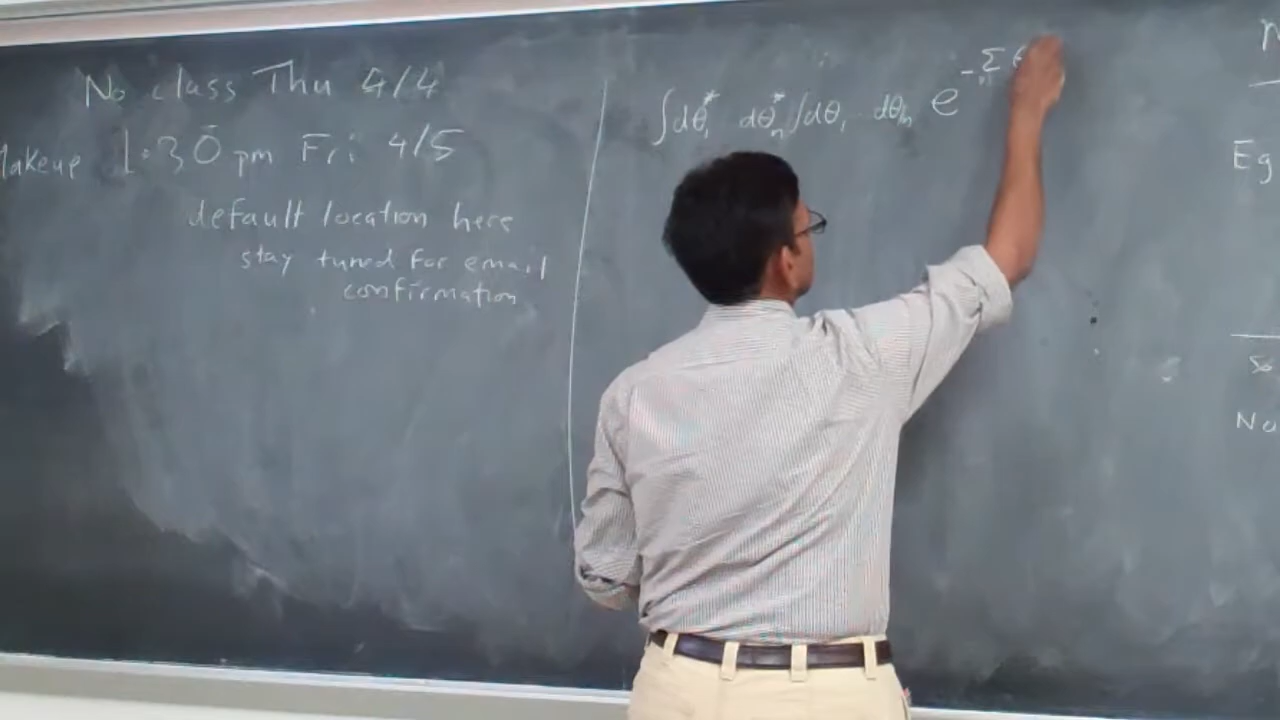 No class Thu 4/4
Makeup 1:30 pm Fri 4/5
default location here
stay tuned for email
confirmation
∫dθ₁* dθₙ* ∫dθ₁ .. dθₙ e^{-Σ
Eg